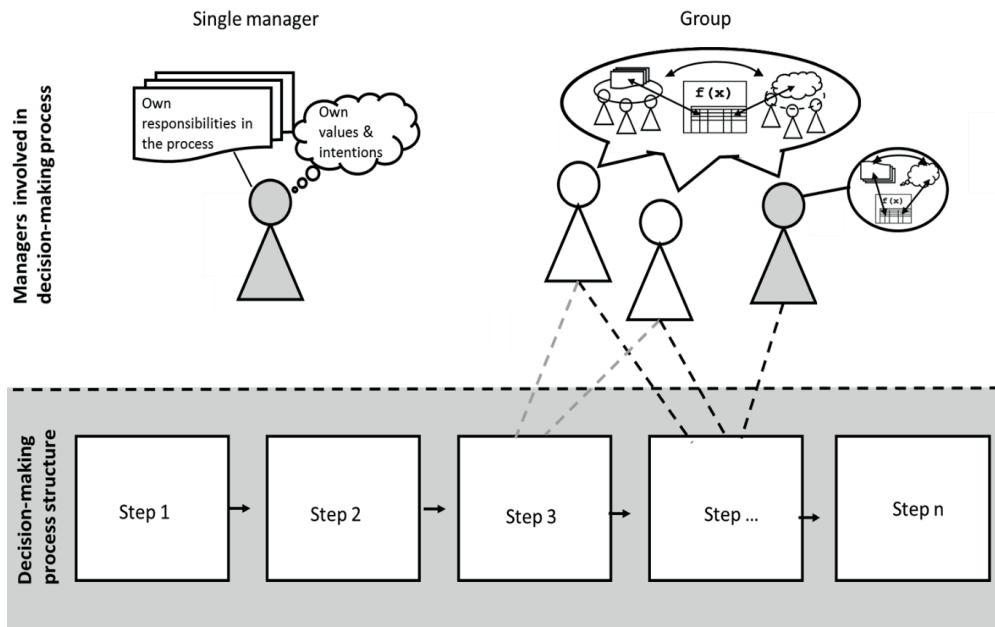 Single manager
Group
Managers involved in
decision-making process
Own
responsibilities in
the process
Own
values &
intentions
f(x)
f(x)
Decision-making
process structure
Step 1
Step 2
Step 3
Step ...
Step n